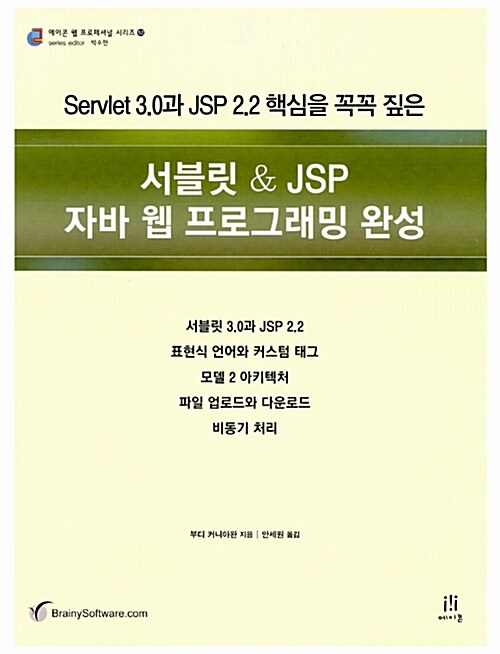 에이콘 웹 프로페셔널 시리즈
series editor 박수만
Servlet 3.0과 JSP 2.2 핵심을 꼭꼭 짚은
서블릿 & JSP
자바 웹 프로그래밍 완성
서블릿 3.0과 JSP 2.2
표현식 언어와 커스텀 태그
모델 2 아키텍처
파일 업로드와 다운로드
비동기 처리
부디 커니아완 지음 | 안세원 옮김
BrainySoftware.com
에이콘